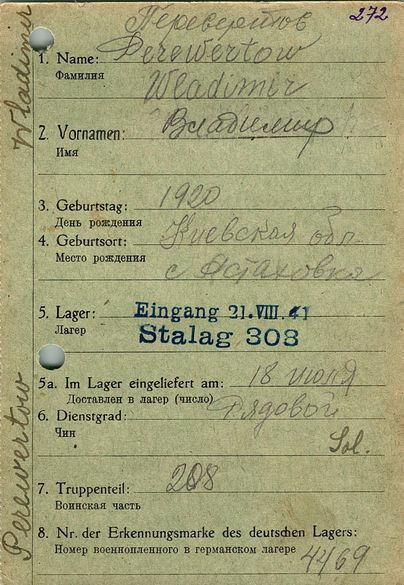 Переверетов
272
1. Name: Perewertow
Фамилия
Wladimir
2. Vornamen: Владимир
Имя
3. Geburtstag: 1920
День рождения
4. Geburtsort: Киевская обл
Место рождения
с Астаховка
5. Lager: Eingang 21.VIII.41
Лагерь
Stalag 308
5a. Im Lager eingeliefert am: 18 июля
Доставлен в лагер (число)
6. Dienstgrad: Рядовой
Чин
Sol.
7. Truppenteil: 208
Воинская часть
8. Nr. der Erkennungsmarke des deutschen Lagers:
Номер военнопленного в германском лагере 4469
Wladimir
Perewertow